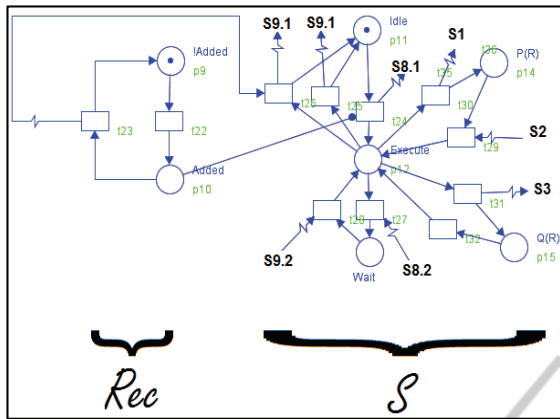 S9.1 S9.1 Idle
p11
S1
t36 P(R)
p14
!Added
p9
S8.1
t35
t26 t25
t24
t30
t23 t22
S2
t29
Added
p10
Execute
p12
t31 S3
t28 t27
t32
Q(R)
p15
S9.2 S8.2
Wait
Rec S